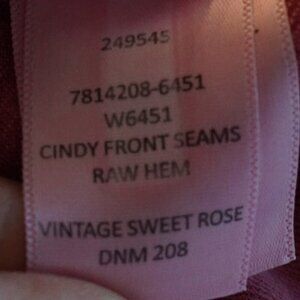 249545
7814208-6451
W6451
CINDY FRONT SEAMS
RAW HEM
VINTAGE SWEET ROSE
DNM 208